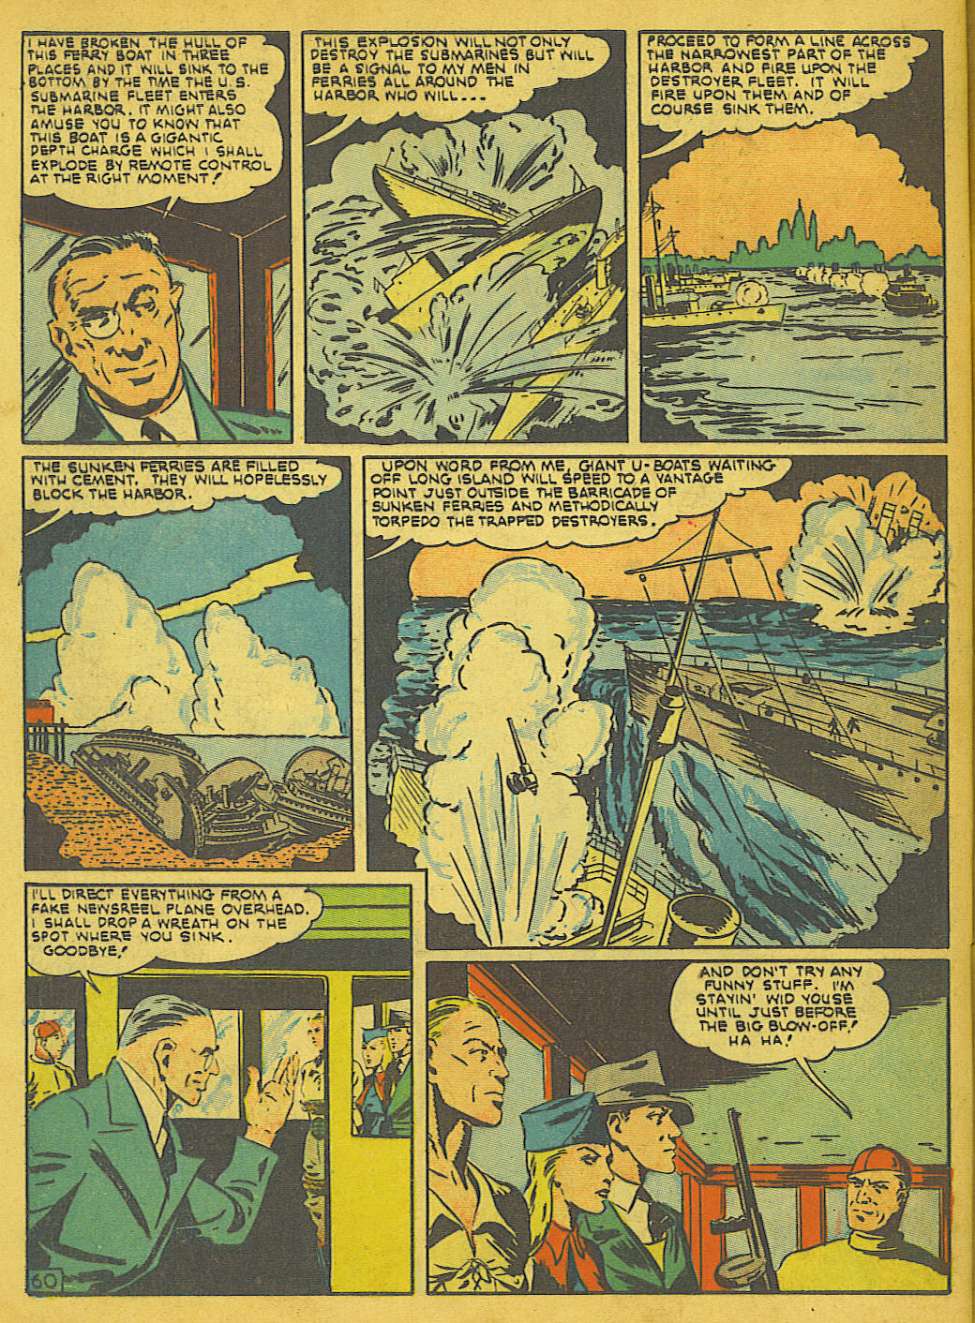 I HAVE BROKEN THE HULL OF
THIS FERRY BOAT IN THREE
PLACES AND IT WILL SINK TO THE
BOTTOM BY THE TIME THE U.S.
SUBMARINE FLEET ENTERS
THE HARBOR. IT MIGHT ALSO
AMUSE YOU TO KNOW THAT
THIS BOAT IS A GIGANTIC
DEPTH CHARGE WHICH I SHALL
EXPLODE BY REMOTE CONTROL
AT THE RIGHT MOMENT!
THIS EXPLOSION WILL NOT ONLY
DESTROY THE SUBMARINES BUT WILL
BE A SIGNAL TO MY MEN IN
FERRIES ALL AROUND THE
HARBOR WHO WILL...
PROCEED TO FORM A LINE ACROSS
THE NARROWEST PART OF THE
HARBOR AND FIRE UPON THE
DESTROYER FLEET. IT WILL
FIRE UPON THEM AND OF
COURSE SINK THEM.
THE SUNKEN FERRIES ARE FILLED
WITH CEMENT. THEY WILL HOPELESSLY
BLOCK THE HARBOR.
UPON WORD FROM ME, GIANT U-BOATS WAITING
OFF LONG ISLAND WILL SPEED TO A VANTAGE
POINT JUST OUTSIDE THE BARRICADE OF
SUNKEN FERRIES AND METHODICALLY
TORPEDO THE TRAPPED DESTROYERS.
I'LL DIRECT EVERYTHING FROM A
FAKE NEWSREEL PLANE OVERHEAD.
I SHALL DROP A WREATH ON THE
SPOT WHERE YOU SINK.
GOODBYE!
AND DON'T TRY ANY
FUNNY STUFF. I'M
STAYIN' WID YOUSE
UNTIL JUST BEFORE
THE BIG BLOW-OFF!
HA HA!
60